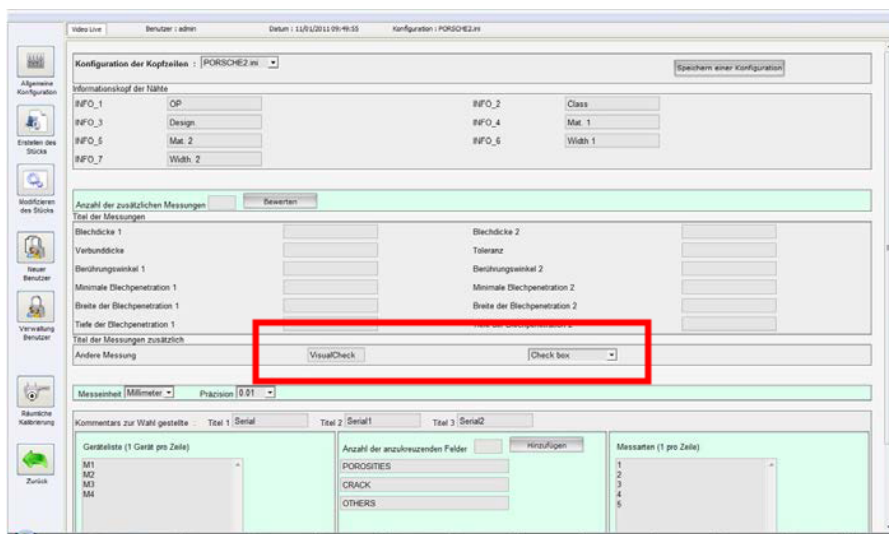 Video Live Benutzer : admin Datum : 11/01/2011 09:49:55 Konfiguration : PORSCHE2.ini
Allgemeine
Konfiguration
Erstellen des
Stücks
Modifizieren
des Stücks
Neuer
Benutzer
Verwaltung
Benutzer
Räumliche
Kalibrierung
Zurück
Konfiguration der Kopfzeilen : PORSCHE2.ini Speichern einer Konfiguration
Informationskopf der Nähte
INFO_1 OP INFO_2 Class
INFO_3 Design INFO_4 Mat. 1
INFO_5 Mat. 2 INFO_6 Width 1
INFO_7 Width. 2
Anzahl der zusätzlichen Messungen Bewerten
Titel der Messungen
Blechdicke 1 Blechdicke 2
Verbunddicke Toleranz
Berührungswinkel 1 Berührungswinkel 2
Minimale Blechpenetration 1 Minimale Blechpenetration 2
Breite der Blechpenetration 1 Breite der Blechpenetration 2
Tiefe der Blechpenetration 1
Titel der Messungen zusätzlich
Andere Messung VisualCheck Check box
Messeinheit Millimeter Präzision 0.01
Kommentars zur Wahl gestellte : Titel 1 Serial Titel 2 Serial1 Titel 3 Serial2
Geräteliste (1 Gerät pro Zeile) Anzahl der anzukreuzenden Felder Hinzufügen Messarten (1 pro Zeile)
M1 POROSITIES 1
M2 2
M3 CRACK 3
M4 4
OTHERS 5